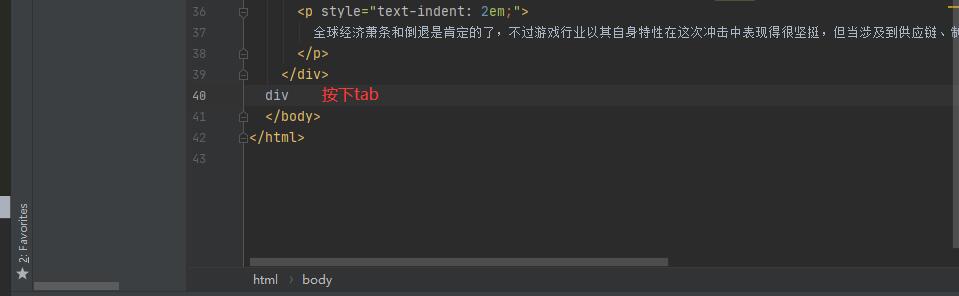 36 <p style="text-indent: 2em;">
37 全球经济萧条和倒退是肯定的了，不过游戏行业以其自身特性在这次冲击中表现得很坚挺，但当涉及到供应链、制
38 </p>
39 </div>
40 div 按下tab
41 </body>
42 </html>
43
2: Favorites
html › body